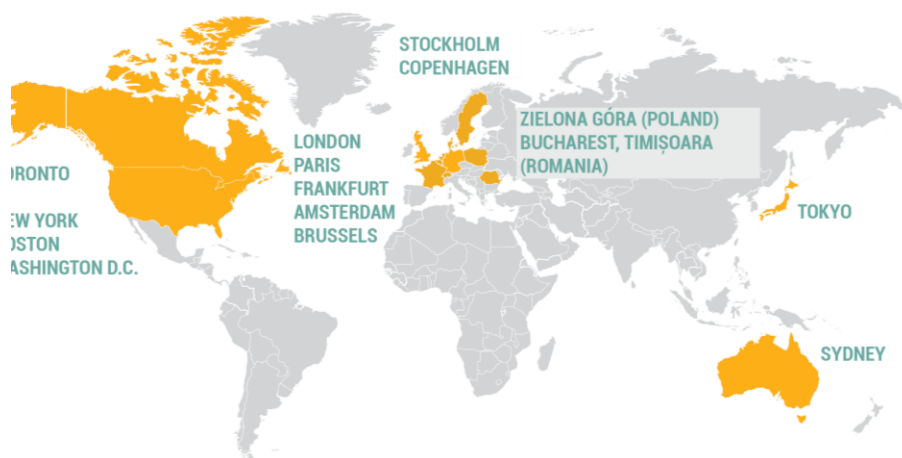 STOCKHOLM
COPENHAGEN
ZIELONA GÓRA (POLAND)
BUCHAREST, TIMIȘOARA
(ROMANIA)
LONDON
PARIS
FRANKFURT
AMSTERDAM
BRUSSELS
ORONTO
EW YORK
OSTON
ASHINGTON D.C.
TOKYO
SYDNEY